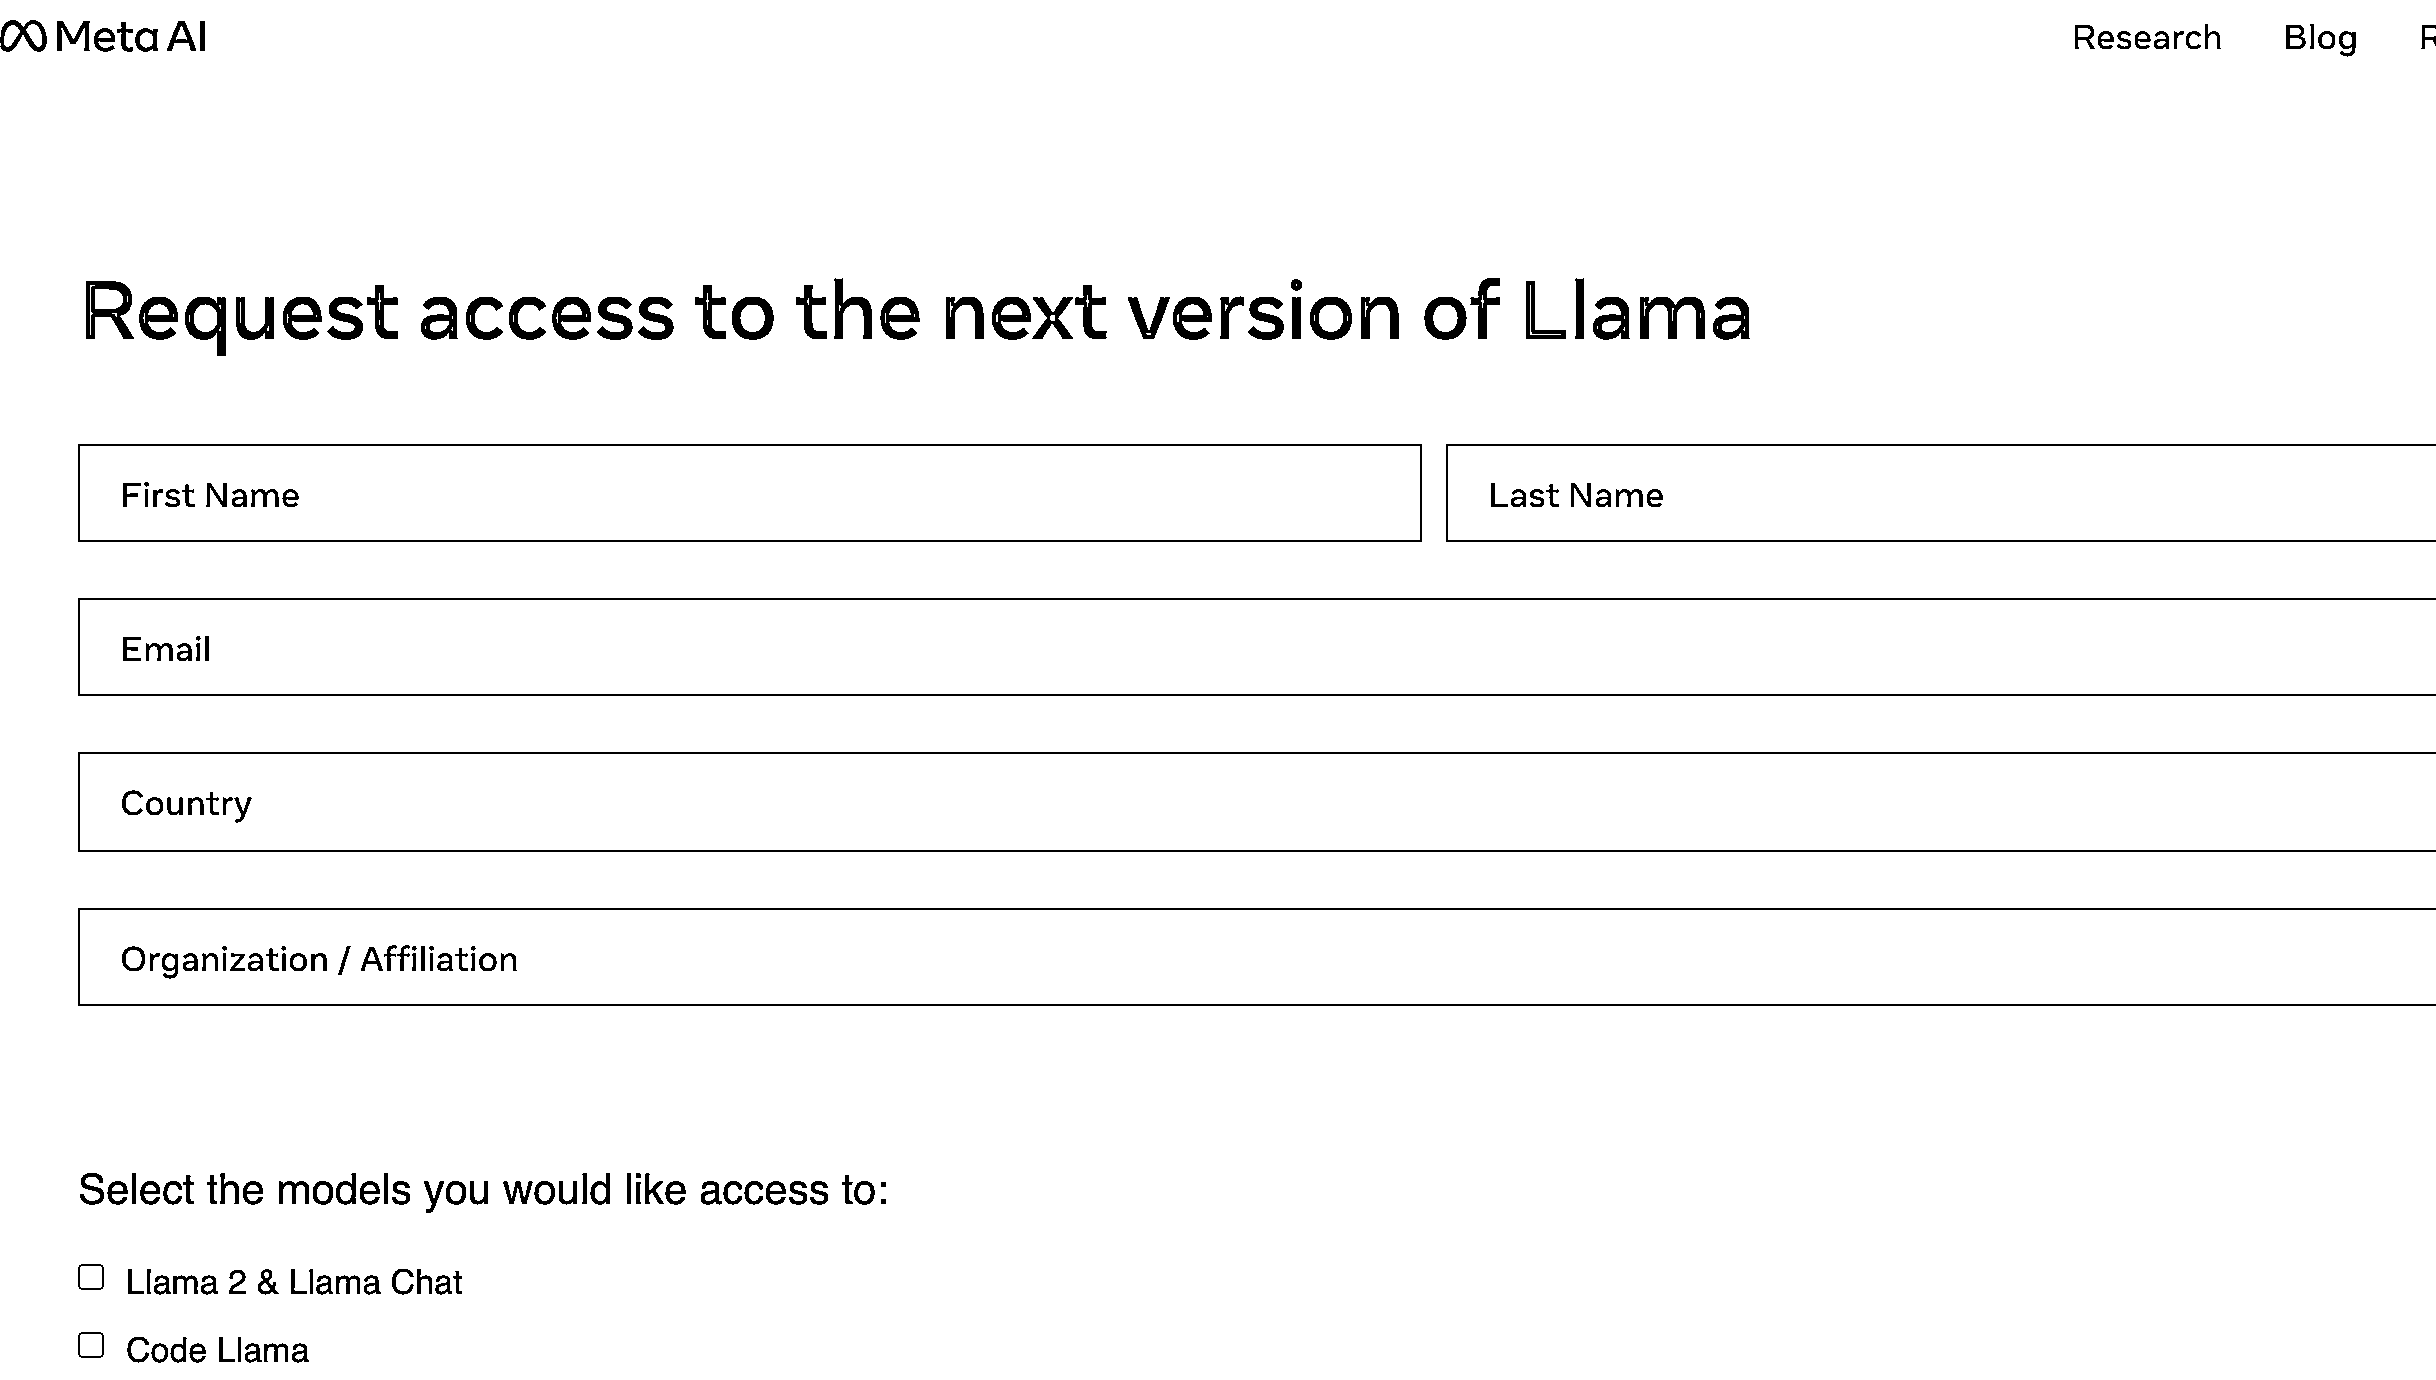 Meta AI Research Blog
Request access to the next version of Llama
First Name Last Name
Email
Country
Organization / Affiliation
Select the models you would like access to:
Llama 2 & Llama Chat
Code Llama